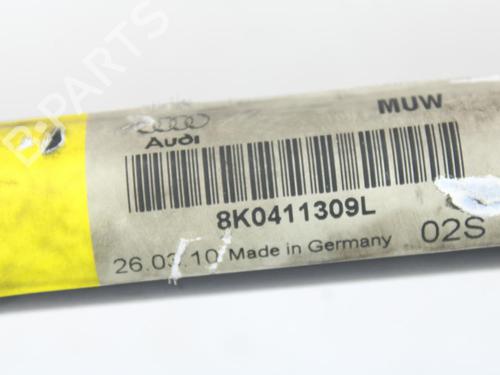 B-PARTS
MUW
Audi
8K0411309L
26.03.10 Made in Germany
02S